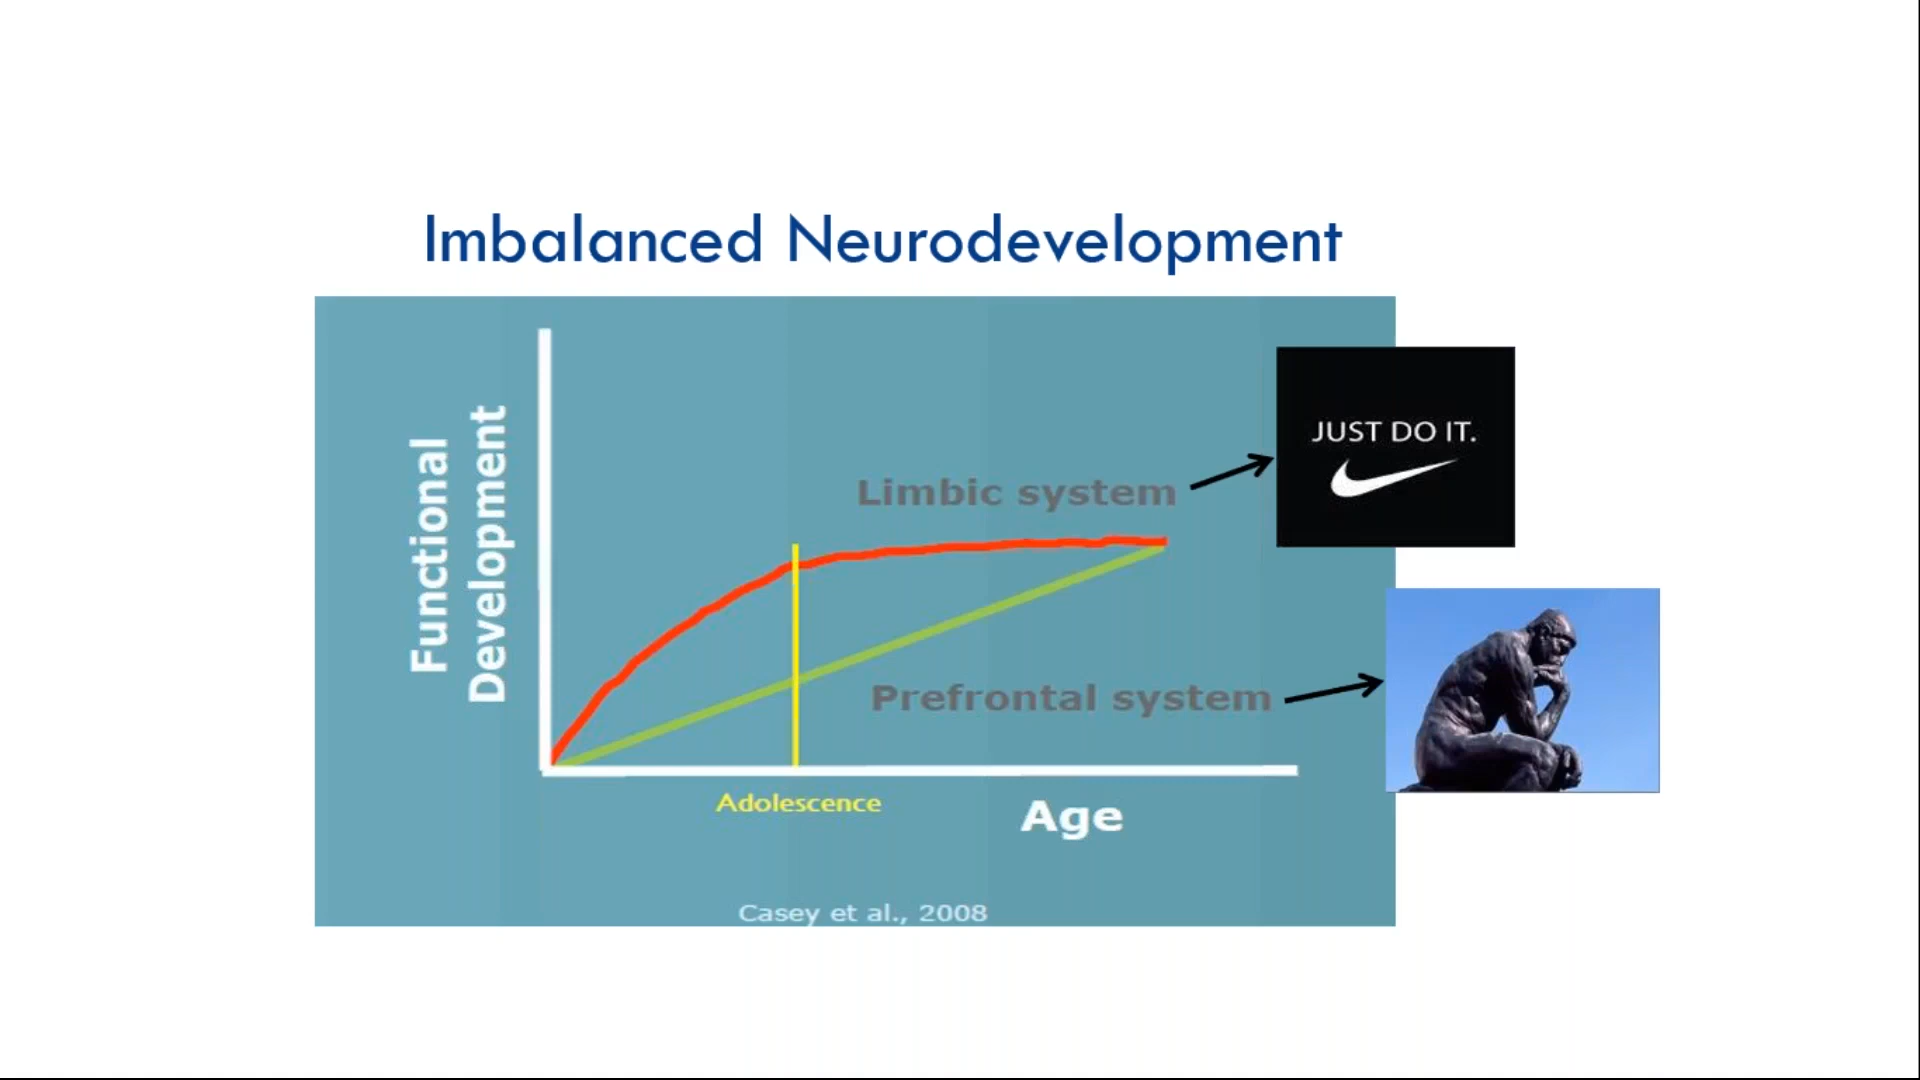 Imbalanced Neurodevelopment
Functional
Development
Limbic system
JUST DO IT.
Prefrontal system
Adolescence
Age
Casey et al., 2008